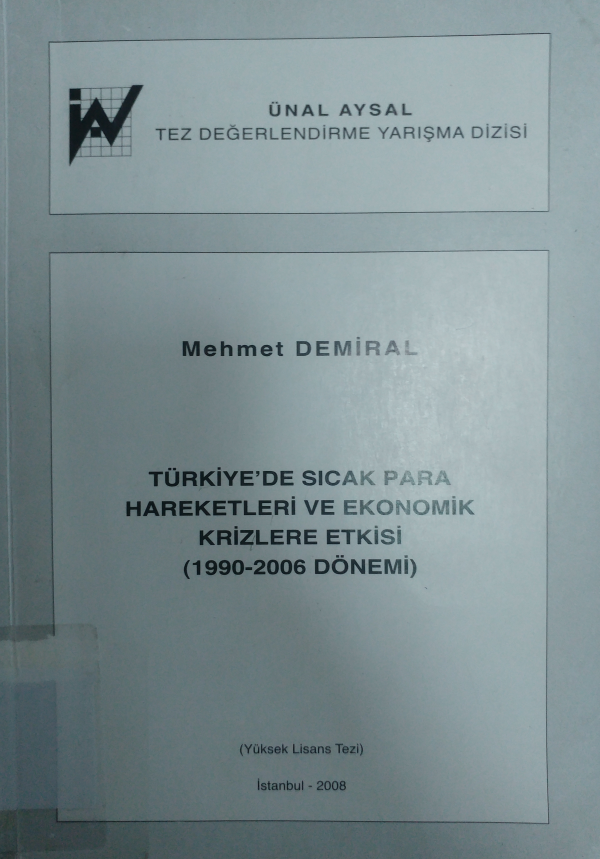 ÜNAL AYSAL
TEZ DEĞERLENDİRME YARIŞMA DİZİSİ
Mehmet DEMİRAL
TÜRKİYE'DE SICAK PARA
HAREKETLERİ VE EKONOMİK
KRİZLERE ETKİSİ
(1990-2006 DÖNEMİ)
(Yüksek Lisans Tezi)
İstanbul - 2008